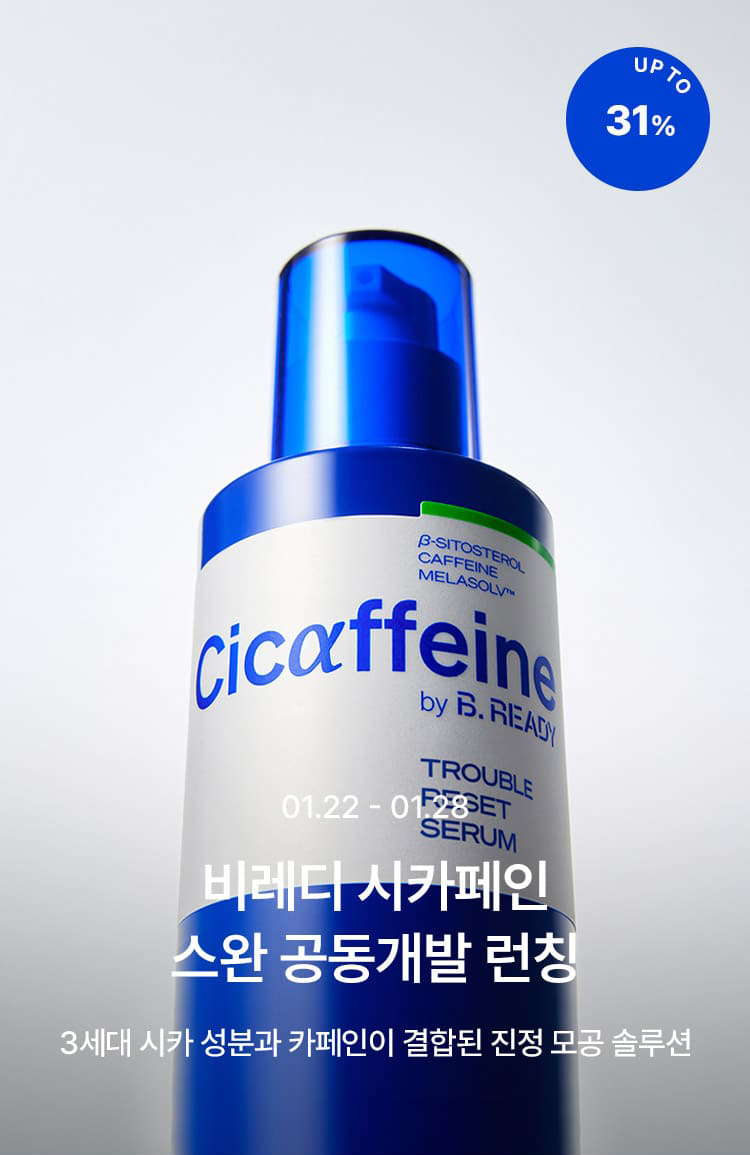 UP TO
31%
β-SITOSTEROL
CAFFEINE
MELASOLV™
Cicαffeine
by B. READY
TROUBLE
RESET
SERUM
01.22 - 01.28
비레디 시카페인
스완 공동개발 런칭
3세대 시카 성분과 카페인이 결합된 진정 모공 솔루션